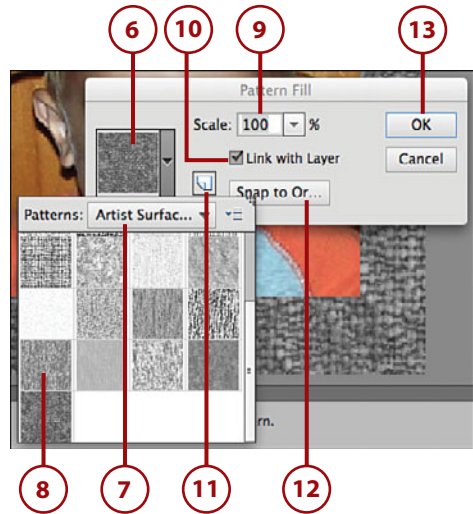 6 10 9 13
Pattern Fill
Scale: 100 %
OK
Link with Layer
Cancel
Snap to Or...
Patterns: Artist Surfac...
rn.
8 7 11 12